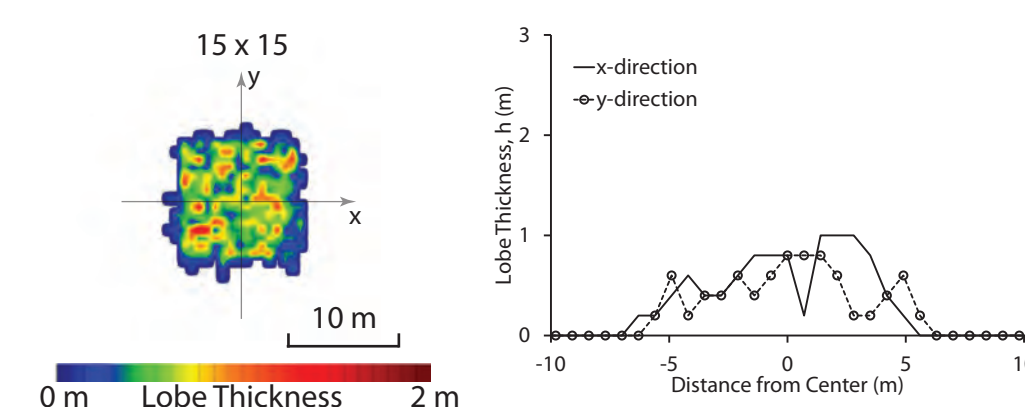 15 x 15
y
x
10 m
0 m Lobe Thickness 2 m
3
2
1
0
Lobe Thickness, h (m)
x-direction
y-direction
-10 -5 0 5
Distance from Center (m)